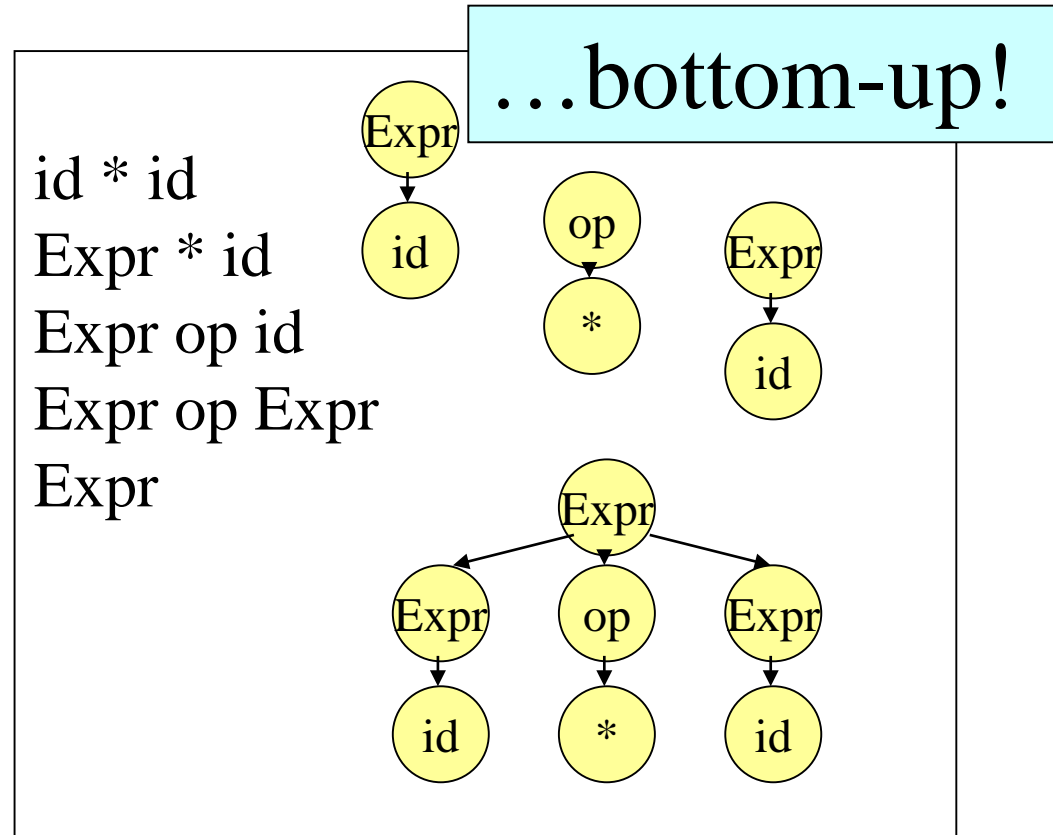 …bottom-up!
id * id
Expr * id
Expr op id
Expr op Expr
Expr
Expr
id
op
*
Expr
id
Expr
Expr op Expr
id * id